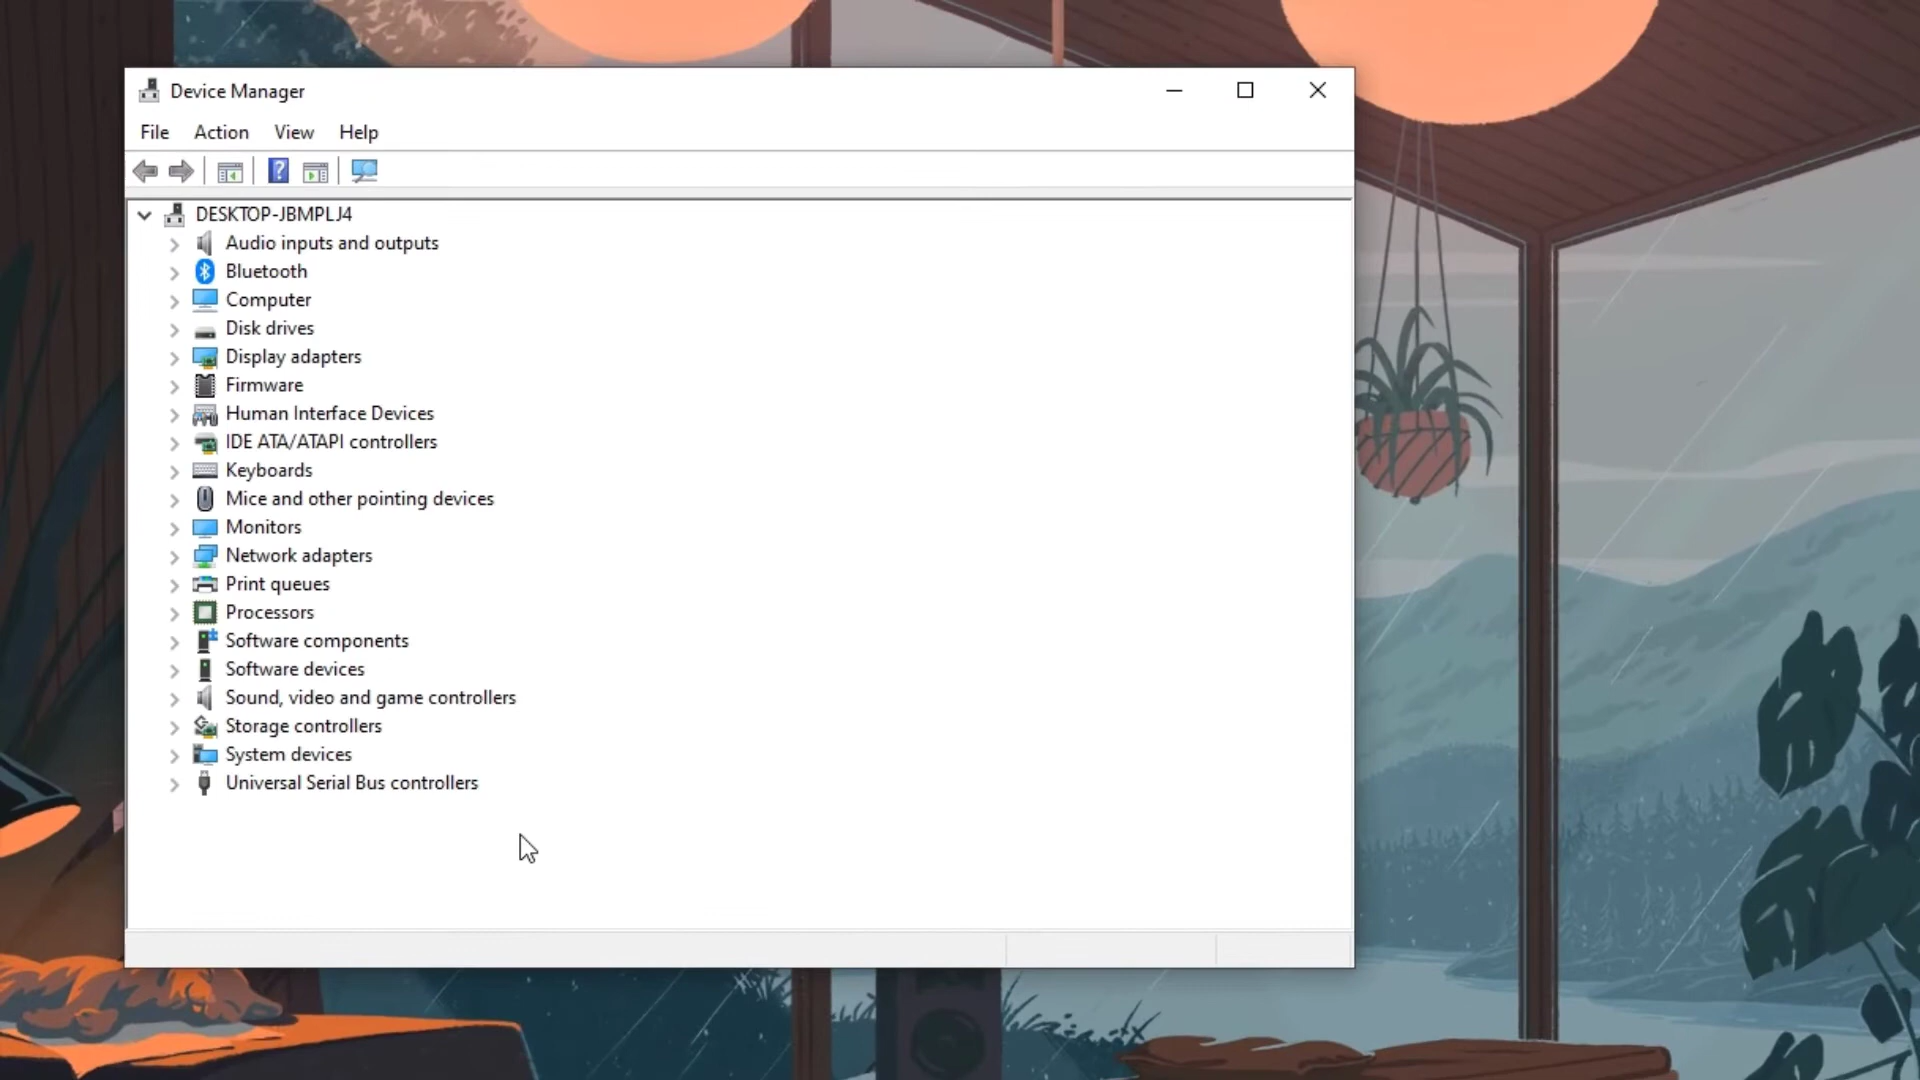 Device Manager
File Action View Help
?
DESKTOP-JBMPLJ4
Audio inputs and outputs
Bluetooth
Computer
Disk drives
Display adapters
Firmware
Human Interface Devices
IDE ATA/ATAPI controllers
Keyboards
Mice and other pointing devices
Monitors
Network adapters
Print queues
Processors
Software components
Software devices
Sound, video and game controllers
Storage controllers
System devices
Universal Serial Bus controllers